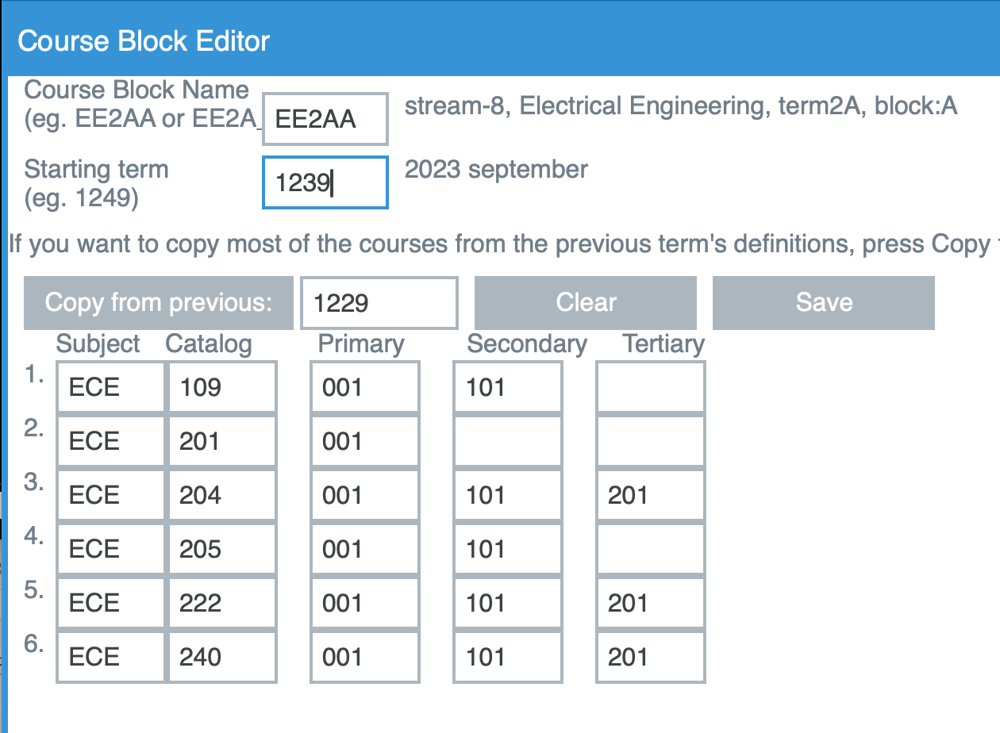 Course Block Editor
Course Block Name
(eg. EE2AA or EE2A_ EE2AA stream-8, Electrical Engineering, term2A, block:A
Starting term
(eg. 1249) 1239 2023 september
If you want to copy most of the courses from the previous term's definitions, press Copy
Copy from previous: 1229 Clear Save
Subject Catalog Primary Secondary Tertiary
1. ECE 109 001 101
2. ECE 201 001
3. ECE 204 001 101 201
4. ECE 205 001 101
5. ECE 222 001 101 201
6. ECE 240 001 101 201